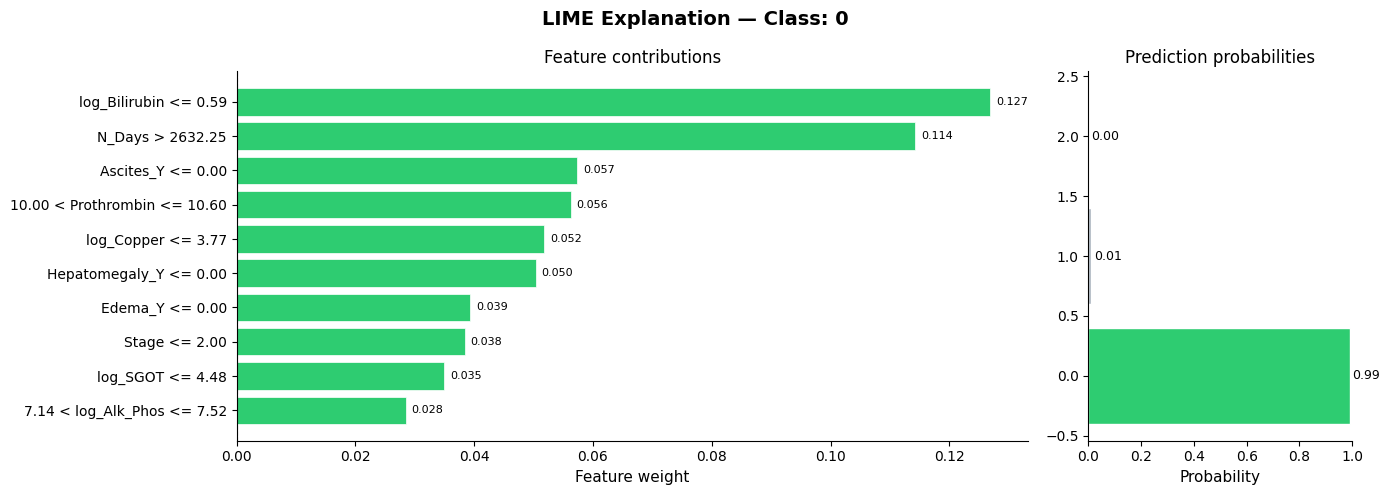 LIME Explanation — Class: 0
Feature contributions
log_Bilirubin <= 0.59
0.127
N_Days > 2632.25
0.114
Ascites_Y <= 0.00
0.057
10.00 < Prothrombin <= 10.60
0.056
log_Copper <= 3.77
0.052
Hepatomegaly_Y <= 0.00
0.050
Edema_Y <= 0.00
0.039
Stage <= 2.00
0.038
log_SGOT <= 4.48
0.035
7.14 < log_Alk_Phos <= 7.52
0.028
0.00 0.02 0.04 0.06 0.08 0.10 0.12
Feature weight
Prediction probabilities
2.5
2.0
0.00
1.5
1.0
0.01
0.5
0.0
0.99
−0.5
0.0 0.2 0.4 0.6 0.8 1.0
Probability